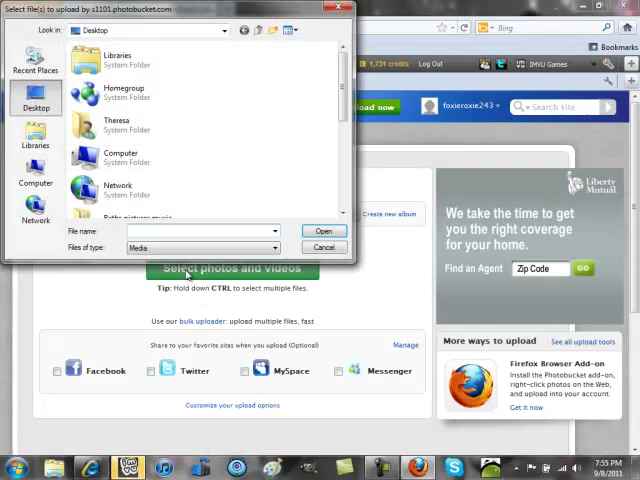 Select file(s) to upload by s1101.photobucket.com
Look in:
Desktop
Bing
Bookmarks
Recent Places
Desktop
Libraries
Computer
Network
Libraries
System Folder
Homegroup
System Folder
Theresa
System Folder
Computer
System Folder
Network
System Folder
File name:
Open
Files of type:
Media
Cancel
1,731 credits
Log Out
IMVU Games
load now
foxieroxie243
Search site
Create new album
Select photos and videos
Tip: Hold down CTRL to select multiple files.
Use our bulk uploader: upload multiple files, fast
Share to your favorite sites when you upload (Optional)
Manage
Facebook
Twitter
MySpace
Messenger
Customize your upload options
Liberty
Mutual
We take the time to get
you the right coverage
for your home.
Find an Agent
Zip Code
GO
More ways to upload
See all upload tools
Firefox Browser Add-on
Install the Photobucket add-on,
right-click photos on the Web,
and upload into your account.
Get it now
7:55 PM
9/8/2011